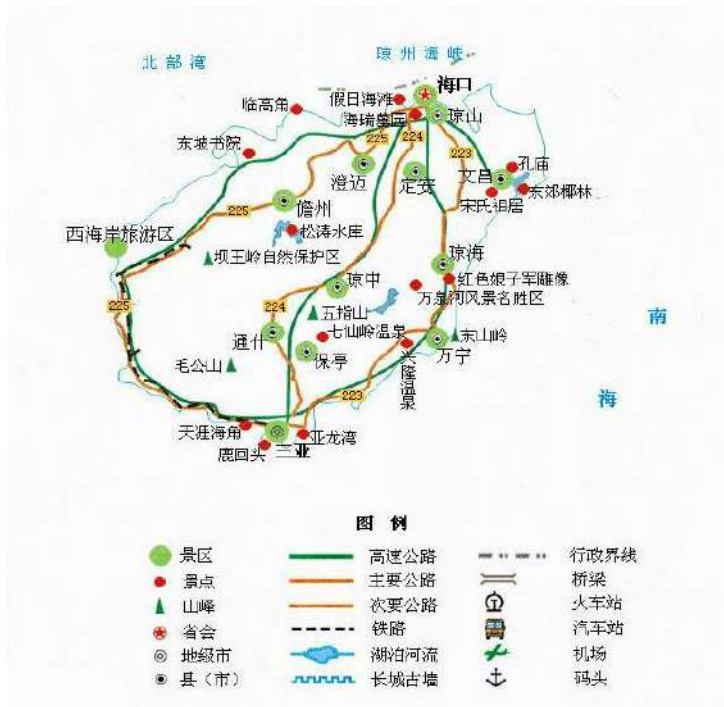 北部湾
琼州海峡
海口
假日海滩
临高角
海瑞墓园
琼山
东坡书院
225
224
223
文昌
孔庙
东郊椰林
宋氏祖居
澄迈
定安
儋州
225
松涛水库
西海岸旅游区
坝王岭自然保护区
琼海
红色娘子军雕像
万泉河风景名胜区
琼中
225
224
五指山
七仙岭温泉
南
海
通什
保亭
毛公山
东山岭
万宁
兴隆温泉
223
天涯海角
亚龙湾
鹿回头
三亚
图 例
景区
高速公路
行政界线
景点
主要公路
桥梁
山峰
次要公路
火车站
省会
铁路
汽车站
地级市
湖泊河流
机场
县（市）
长城古墙
码头